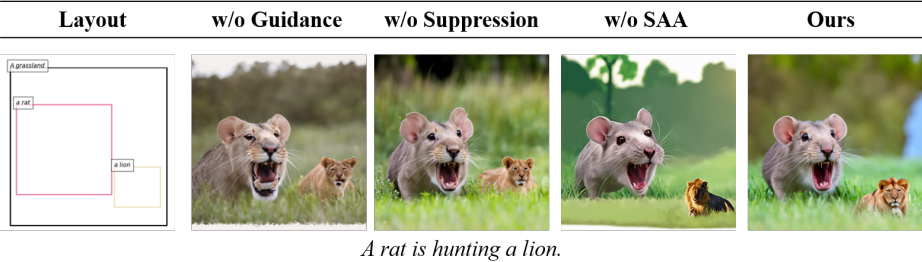 Layout w/o Guidance w/o Suppression w/o SAA Ours
A grassland
a rat
a lion
A rat is hunting a lion.